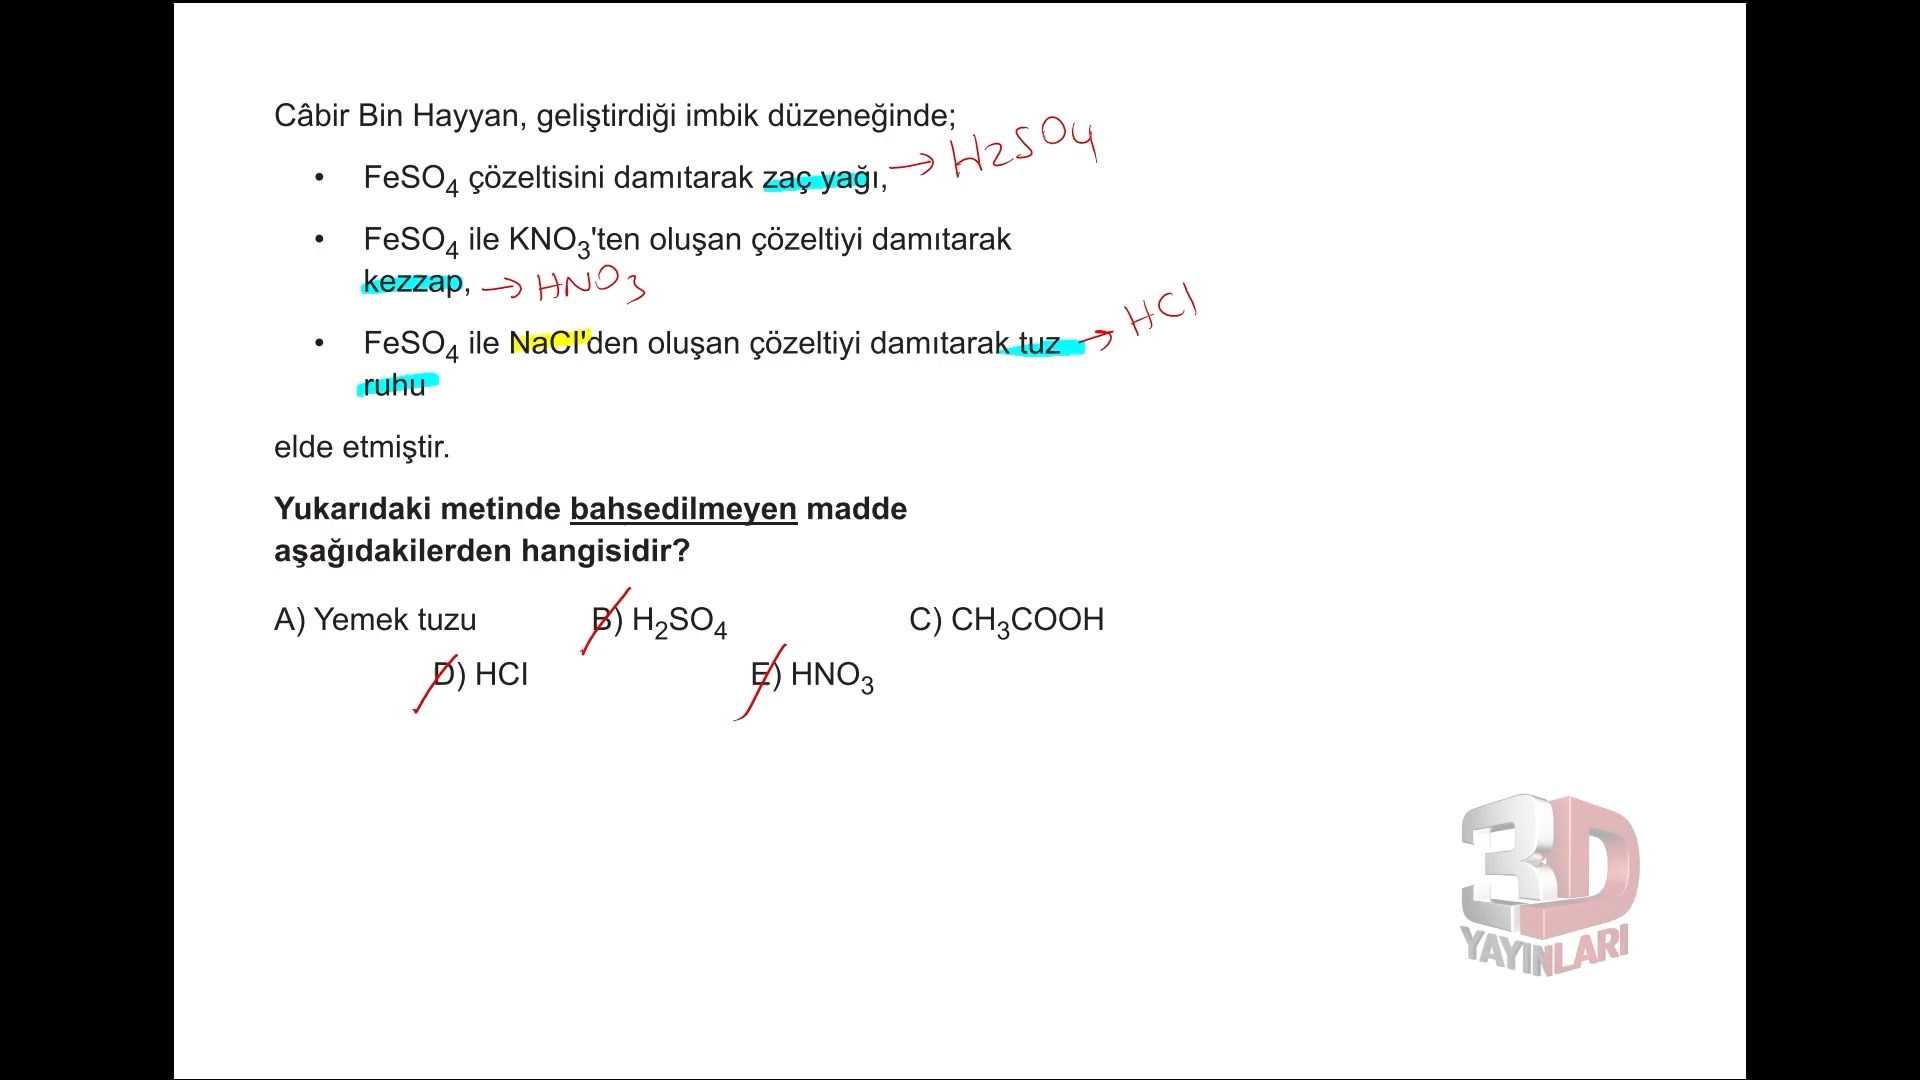 Câbir Bin Hayyan, geliştirdiği imbik düzeneğinde;
• FeSO4 çözeltisini damıtarak zaç yağı, → H2SO4
• FeSO4 ile KNO3'ten oluşan çözeltiyi damıtarak
kezzap, → HNO3
• FeSO4 ile NaCl'den oluşan çözeltiyi damıtarak tuz → HCl
ruhu
elde etmiştir.
Yukarıdaki metinde bahsedilmeyen madde
aşağıdakilerden hangisidir?
A) Yemek tuzu B) H2SO4 C) CH3COOH
D) HCl E) HNO3
3D
YAYINLARI